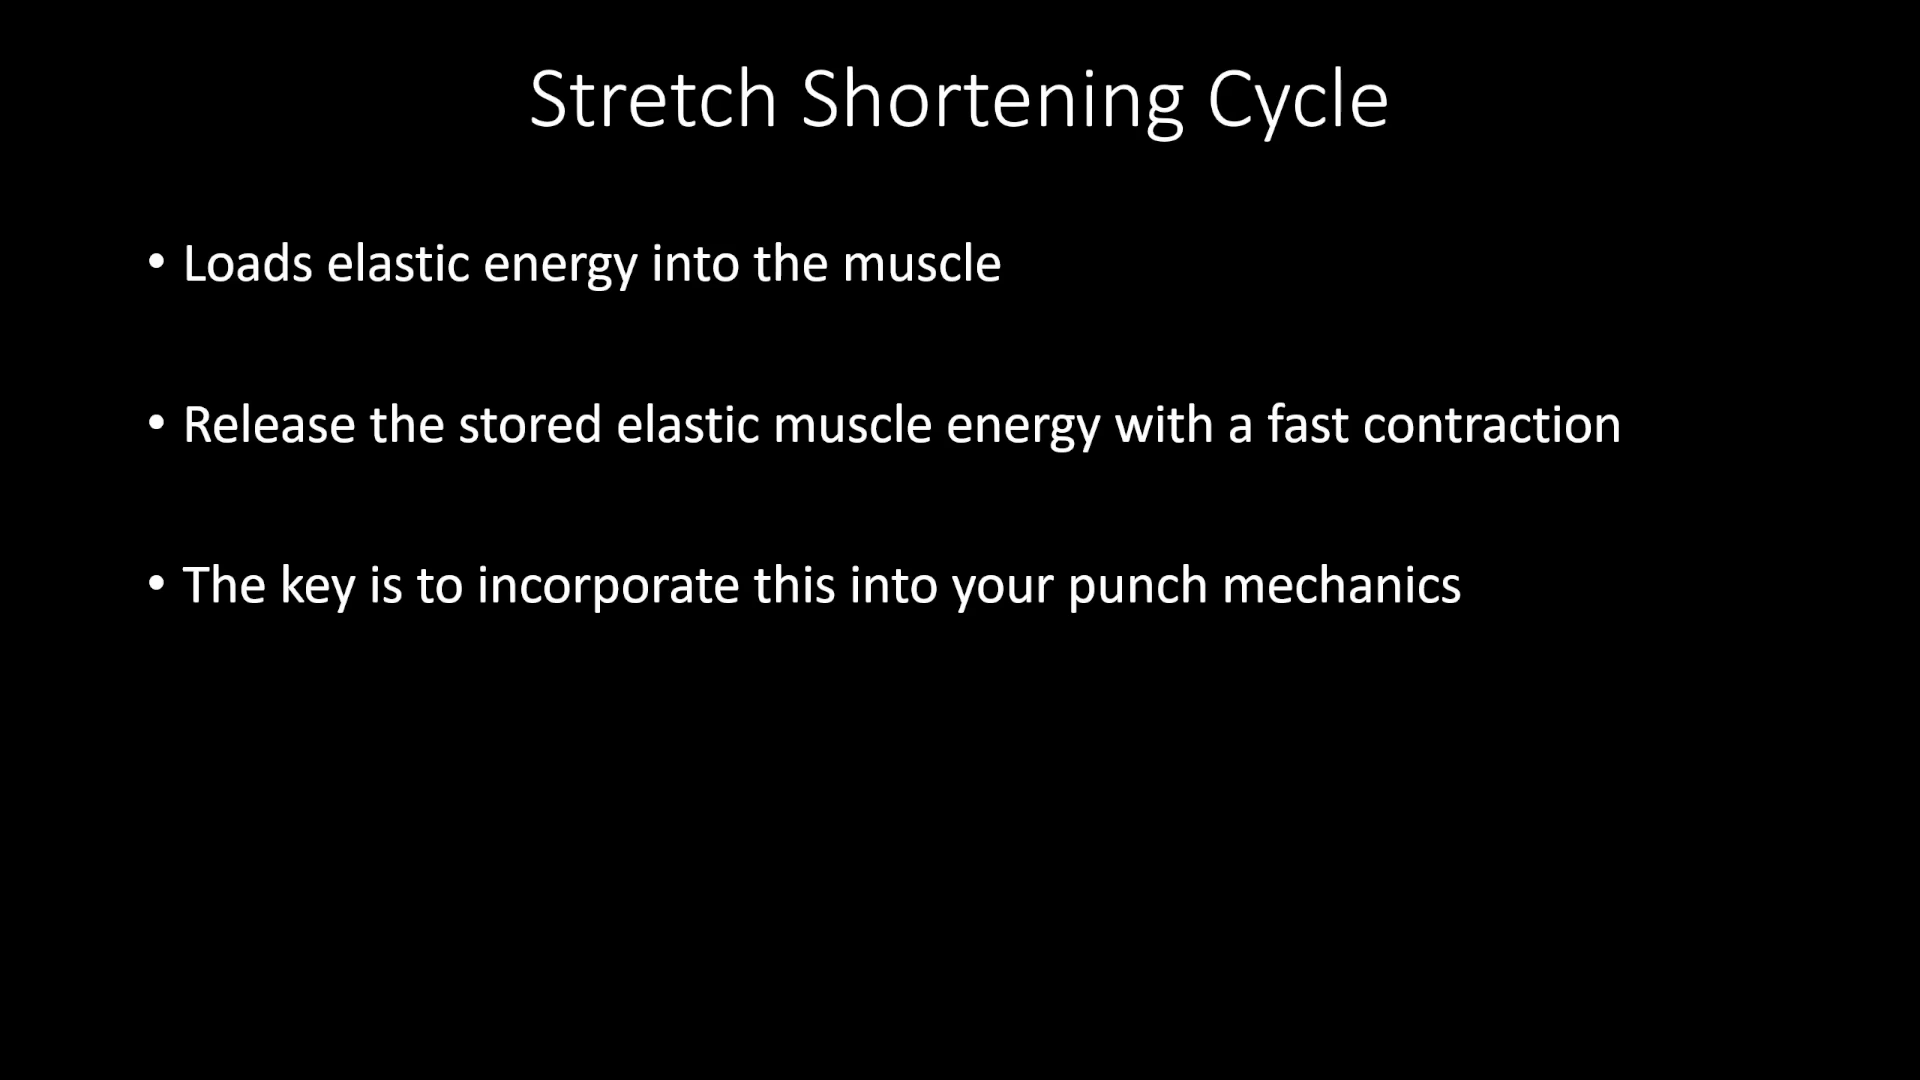 Stretch Shortening Cycle
• Loads elastic energy into the muscle
• Release the stored elastic muscle energy with a fast contraction
• The key is to incorporate this into your punch mechanics